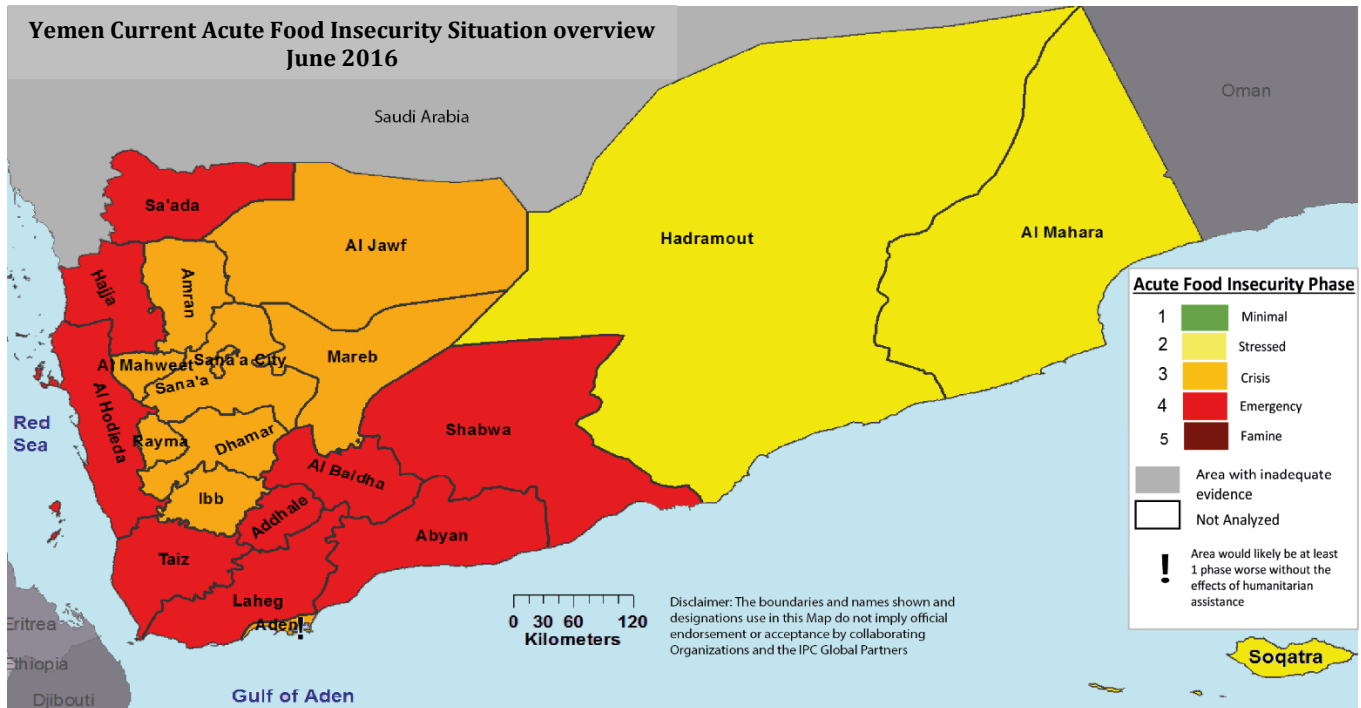 Yemen Current Acute Food Insecurity Situation overview
June 2016
Saudi Arabia
Oman
Sa'ada
Al Jawf
Hadramout
Al Mahara
Hajja
Amran
Mareb
Al Mahweet
Sana'a City
Sana'a
Al Hodieda
Red
Sea
Rayma
Dhamar
Shabwa
Al Baidha
Ibb
Addhale
Abyan
Taiz
Laheg
Aden
!
Eritrea
Ethiopia
Djibouti
Gulf of Aden
Soqatra
0 30 60 120
Kilometers
Disclaimer: The boundaries and names shown and
designations use in this Map do not imply official
endorsement or acceptance by collaborating
Organizations and the IPC Global Partners
Acute Food Insecurity Phase
1 Minimal
2 Stressed
3 Crisis
4 Emergency
5 Famine
Area with inadequate
evidence
Not Analyzed
! Area would likely be at least
1 phase worse without the
effects of humanitarian
assistance